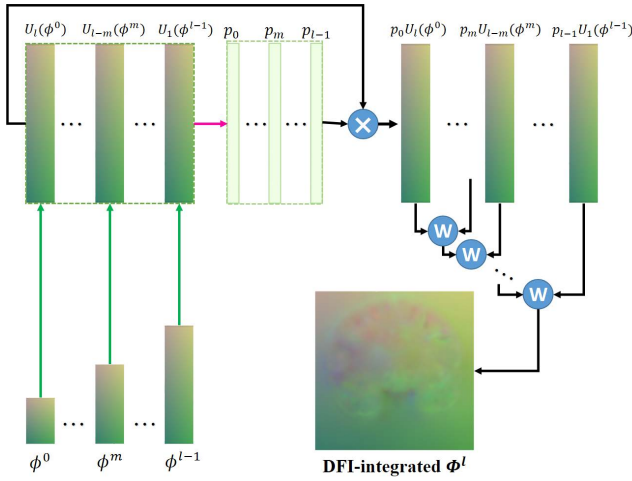 U_l(ϕ^0) U_{l−m}(ϕ^m) U_1(ϕ^{l−1}) p_0 p_m p_{l−1} p_0U_l(ϕ^0) p_mU_{l−m}(ϕ^m) p_{l−1}U_1(ϕ^{l−1})
... ... ... ... × ... ...
W
W
...
W
... ...
ϕ^0 ϕ^m ϕ^{l−1}
DFI-integrated Φ^l